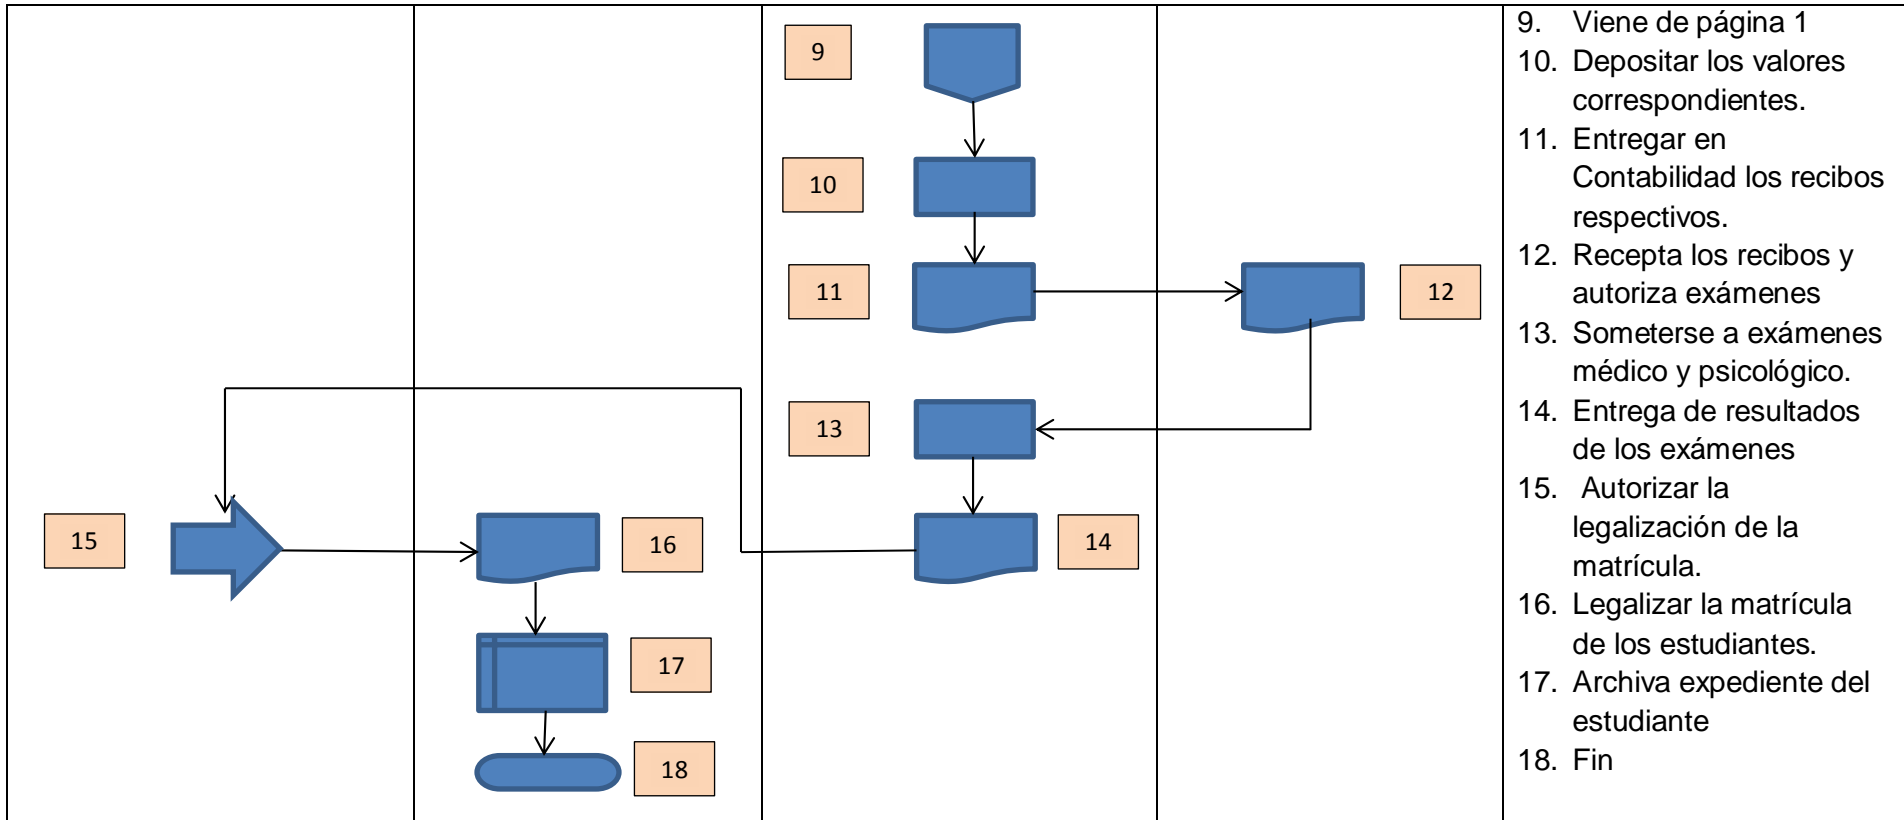 9
10
11
12
13
14
15
16
17
18
9. Viene de página 1
10. Depositar los valores
correspondientes.
11. Entregar en
Contabilidad los recibos
respectivos.
12. Recepta los recibos y
autoriza exámenes
13. Someterse a exámenes
médico y psicológico.
14. Entrega de resultados
de los exámenes
15. Autorizar la
legalización de la
matrícula.
16. Legalizar la matrícula
de los estudiantes.
17. Archiva expediente del
estudiante
18. Fin